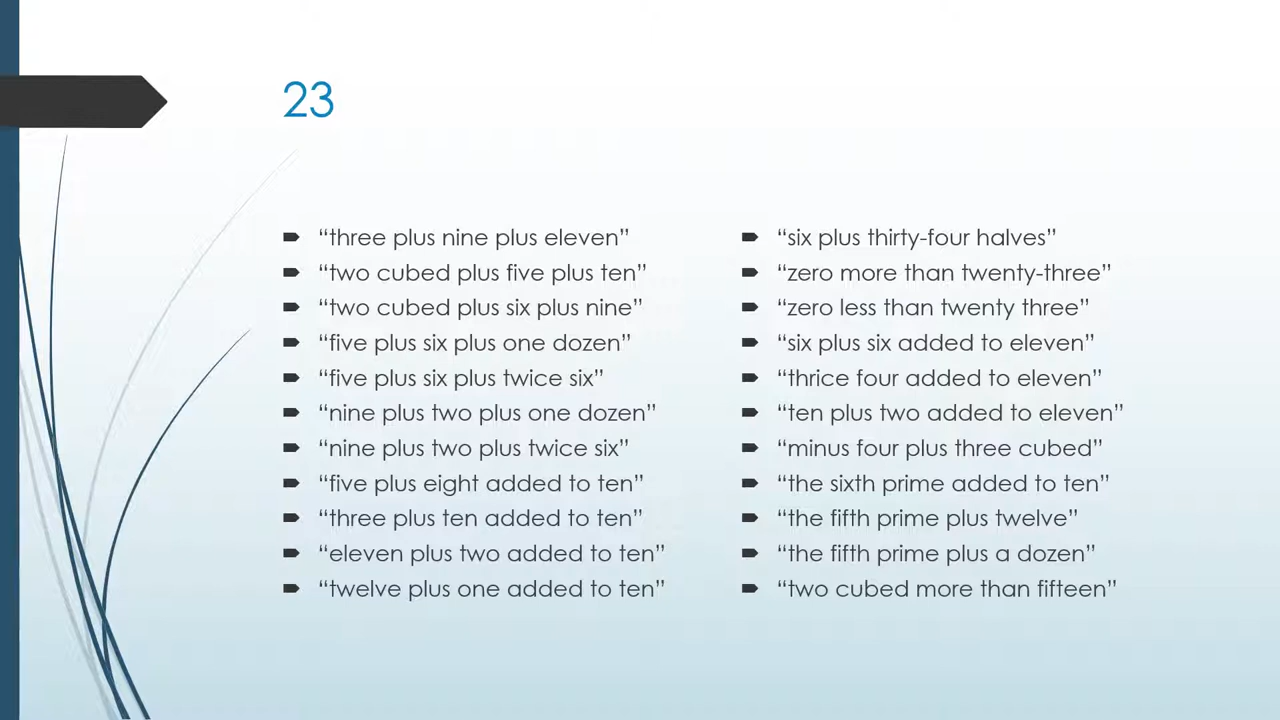 23
“three plus nine plus eleven”
“two cubed plus five plus ten”
“two cubed plus six plus nine”
“five plus six plus one dozen”
“five plus six plus twice six”
“nine plus two plus one dozen”
“nine plus two plus twice six”
“five plus eight added to ten”
“three plus ten added to ten”
“eleven plus two added to ten”
“twelve plus one added to ten”
“six plus thirty-four halves”
“zero more than twenty-three”
“zero less than twenty three”
“six plus six added to eleven”
“thrice four added to eleven”
“ten plus two added to eleven”
“minus four plus three cubed”
“the sixth prime added to ten”
“the fifth prime plus twelve”
“the fifth prime plus a dozen”
“two cubed more than fifteen”